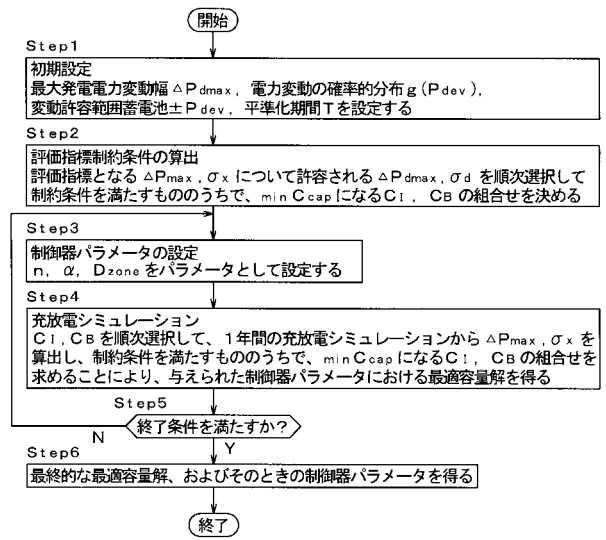 開始
Step1
初期設定
最大発電電力変動幅△Pdmax, 電力変動の確率的分布g(Pdev),
変動許容範囲蓄電池±Pdev, 平準化期間Tを設定する
Step2
評価指標制約条件の算出
評価指標となる△Pmax,σxについて許容される△Pdmax,σdを順次選択して
制約条件を満たすもののうちで、min CcapになるCI, CBの組合せを決める
Step3
制御器パラメータの設定
n, α, Dzoneをパラメータとして設定する
Step4
充放電シミュレーション
CI,CBを順次選択して、1年間の充放電シミュレーションから△Pmax,σxを
算出し、制約条件を満たすもののうちで、minCcapになるCI, CBの組合せを
求めることにより、与えられた制御器パラメータにおける最適容量解を得る
Step5
終了条件を満たすか?
N
Y
Step6
最終的な最適容量解、およびそのときの制御器パラメータを得る
終了